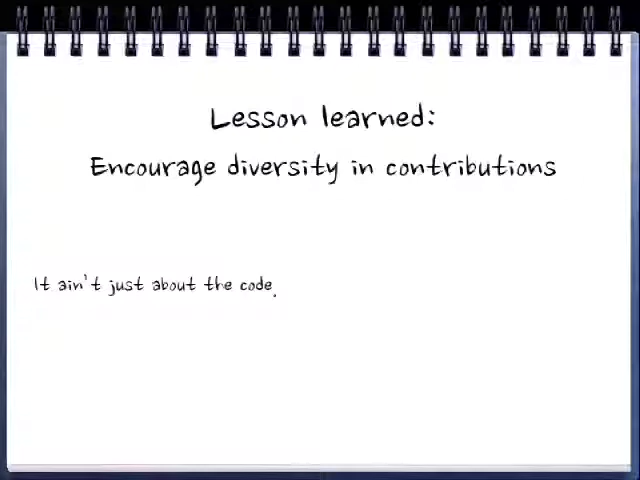 Lesson learned:
Encourage diversity in contributions
It ain't just about the code.